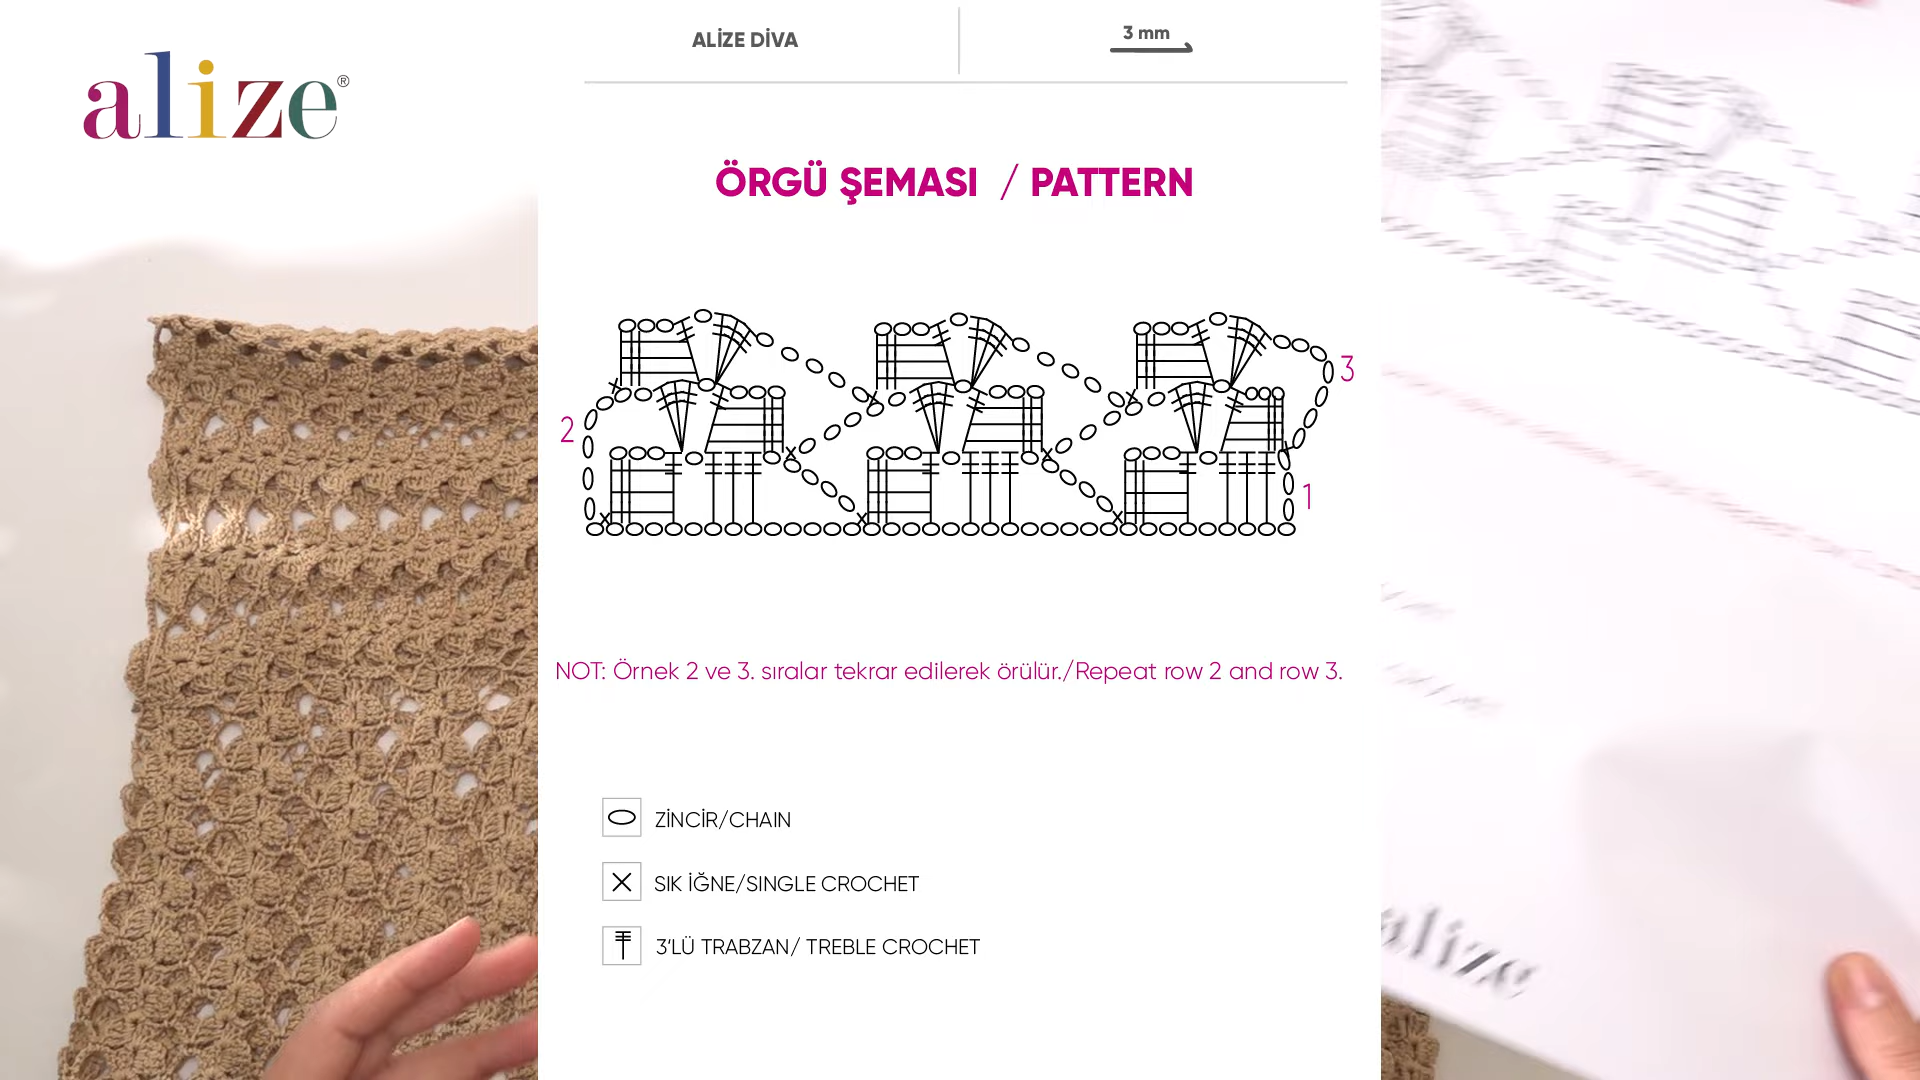 alize®
ALİZE DİVA
3 mm
ÖRGÜ ŞEMASI / PATTERN
3
2
1
NOT: Örnek 2 ve 3. sıralar tekrar edilerek örülür./Repeat row 2 and row 3.
ZİNCİR/CHAIN
SIK İĞNE/SINGLE CROCHET
3'LÜ TRABZAN/ TREBLE CROCHET
alize